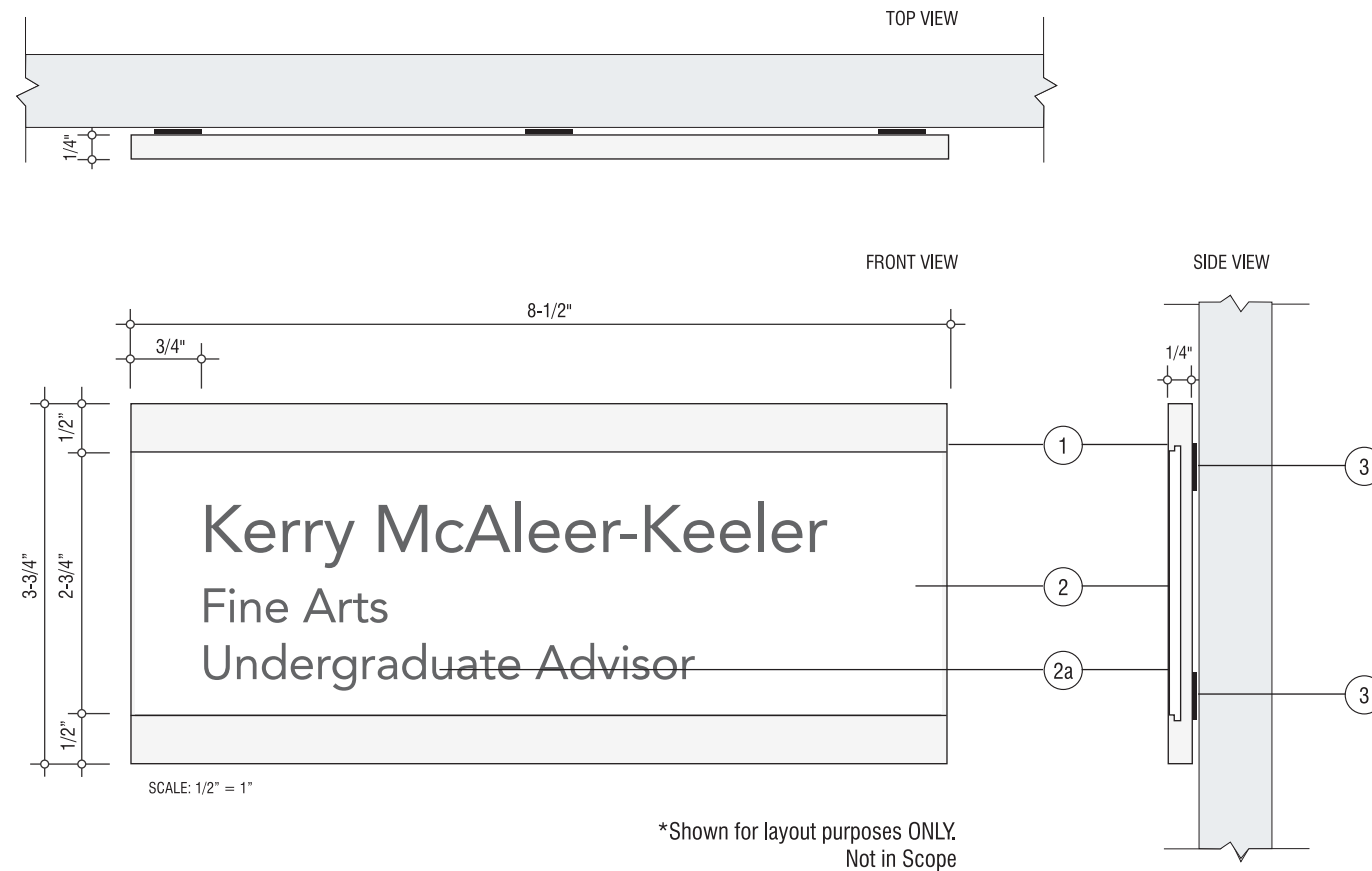 TOP VIEW
1/4"
FRONT VIEW
SIDE VIEW
8-1/2"
3/4"
1/4"
1/2”
1
3
Kerry McAleer-Keeler
3-3/4”
2-3/4”
2
Fine Arts
Undergraduate Advisor
2a
3
1/2”
SCALE: 1/2” = 1”
*Shown for layout purposes ONLY.
Not in Scope